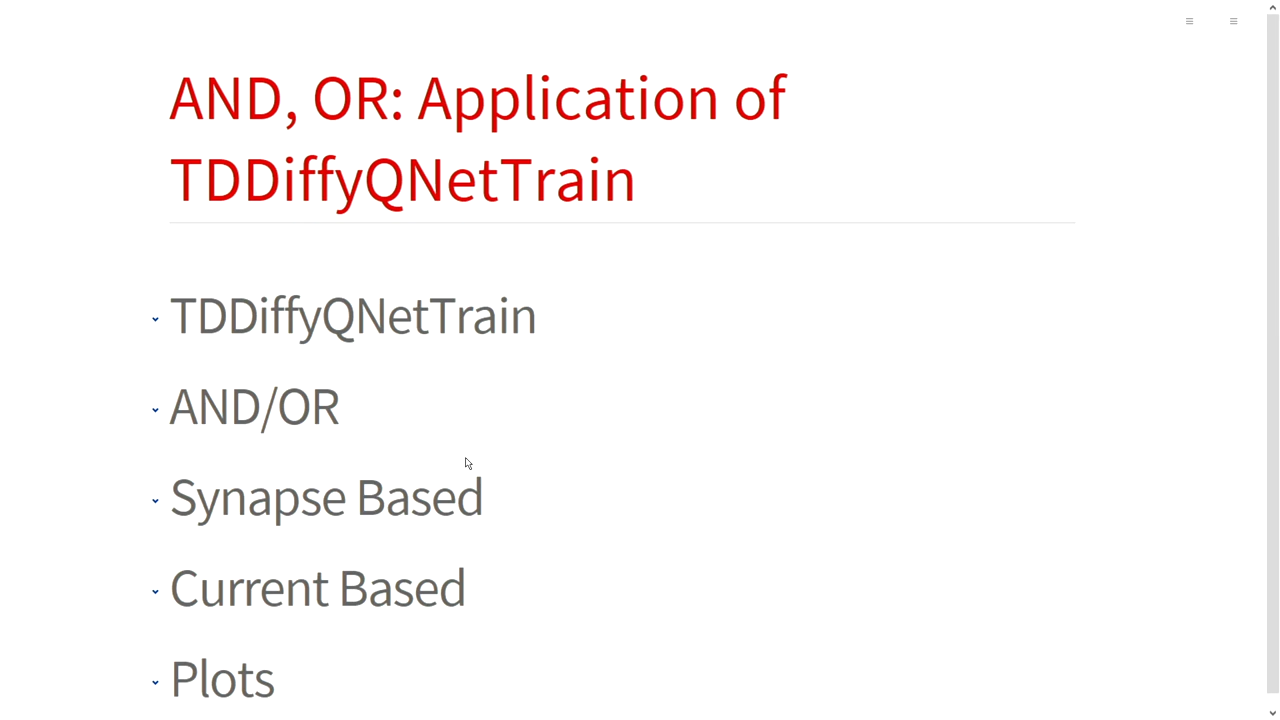 AND, OR: Application of
TDDiffyQNetTrain
TDDiffyQNetTrain
AND/OR
Synapse Based
Current Based
Plots